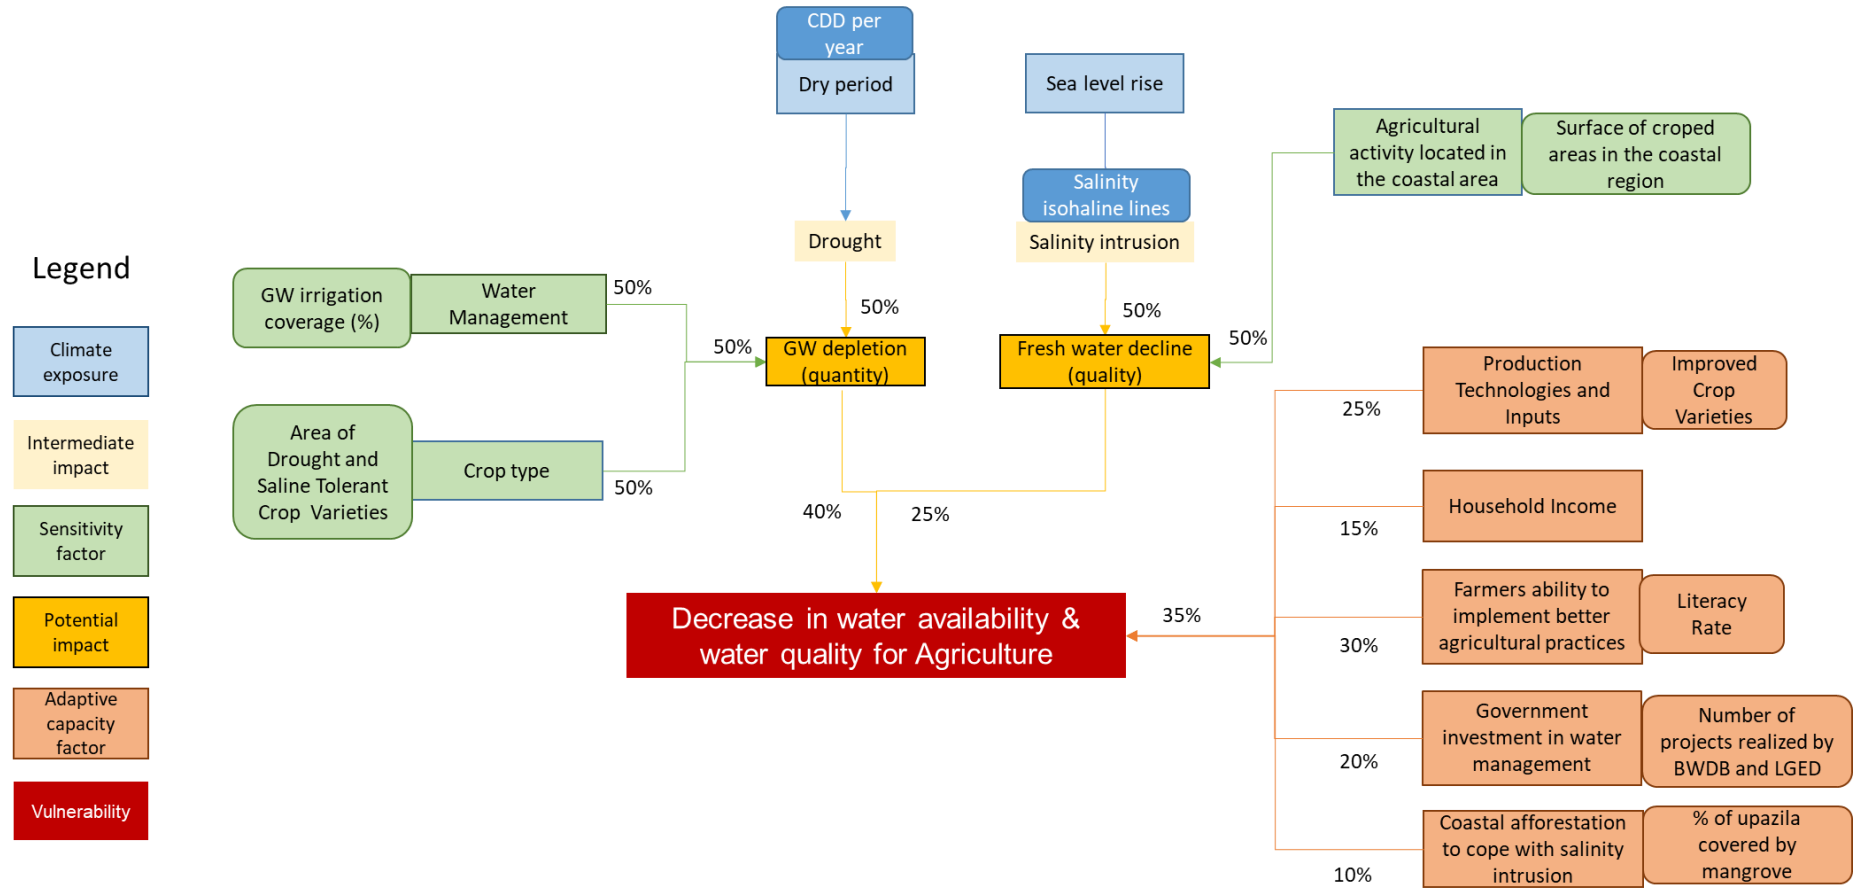 CDD per
year
Dry period
Sea level rise
Agricultural
activity located in
the coastal area
Surface of croped
areas in the coastal
region
Salinity
isohaline lines
Drought
Salinity intrusion
Legend
Climate
exposure
Intermediate
impact
Sensitivity
factor
Potential
impact
Adaptive
capacity
factor
Vulnerability
GW irrigation
coverage (%)
Water
Management
50%
Area of
Drought and
Saline Tolerant
Crop Varieties
Crop type
50%
50%
50%
GW depletion
(quantity)
50%
Fresh water decline
(quality)
50%
40%
25%
Decrease in water availability &
water quality for Agriculture
35%
25%
Production
Technologies and
Inputs
Improved
Crop
Varieties
15%
Household Income
30%
Farmers ability to
implement better
agricultural practices
Literacy
Rate
20%
Government
investment in water
management
Number of
projects realized by
BWDB and LGED
10%
Coastal afforestation
to cope with salinity
intrusion
% of upazila
covered by
mangrove